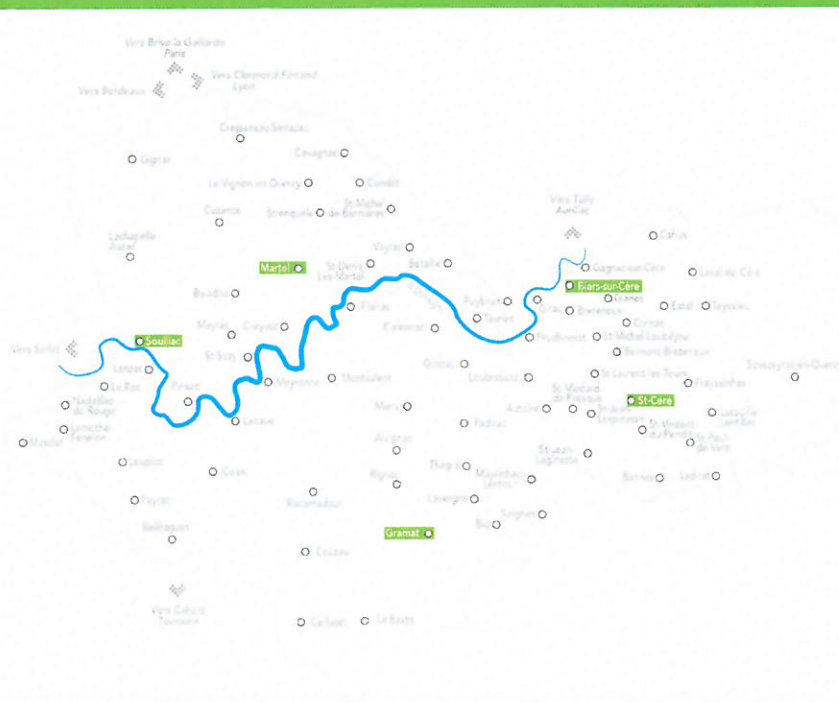 Vers Brive-la-Gaillarde
Paris
Vers Clermont-Ferrand
Lyon
Vers Bordeaux
Cressensac-Sarrazac
Gignac
Cavagnac
Le Vignon-en-Quercy
Condat
St-Michel
de-Bannières
Cuzance
Strenquels
Vers Tulle
Aurillac
Lachapelle-
Auzac
Cahus
Vayrac
Martel
St-Denis
Les-Martel
Bétaille
Gagnac-sur-Cère
Laval de Cère
Biars-sur-Cère
Baladou
Floirac
Puybrun
Girac
Glanes
Bretenoux
Estal
Teyssieu
Tauriac
Cornac
Mayrac
Creysse
Carennac
Prudhomat
St-Michel-Loubéjou
Souillac
Vers Sarlat
St-Sozy
Belmont-Bretenoux
Lanzac
Gintrac
Sousceyrac-en-Quercy
Le Roc
Pinsac
Meyronne
Montvalent
Loubressac
St-Laurent-les-Tours
Frayssinhes
Nadaillac
du Rouge
St-Médard
de Presque
St-Céré
Miers
Autoire
St-Jean
Lespinasse
Ladou
Lamothe-
Fénelon
Lacave
Padirac
St-Vincent
du-Pendit
St-Paul
de Vern
Masclat
Alvignac
St-Jean-
Lagineste
Loupiac
Calès
Thégra
Rignac
Mayrinhac
Lentour
Bannes
Ladirat
Payrac
Rocamadour
Lavergne
Saignes
Bio
Reilhaguet
Gramat
Couzou
Vers Cahors
Toulouse
Carlucet
Le Bastit